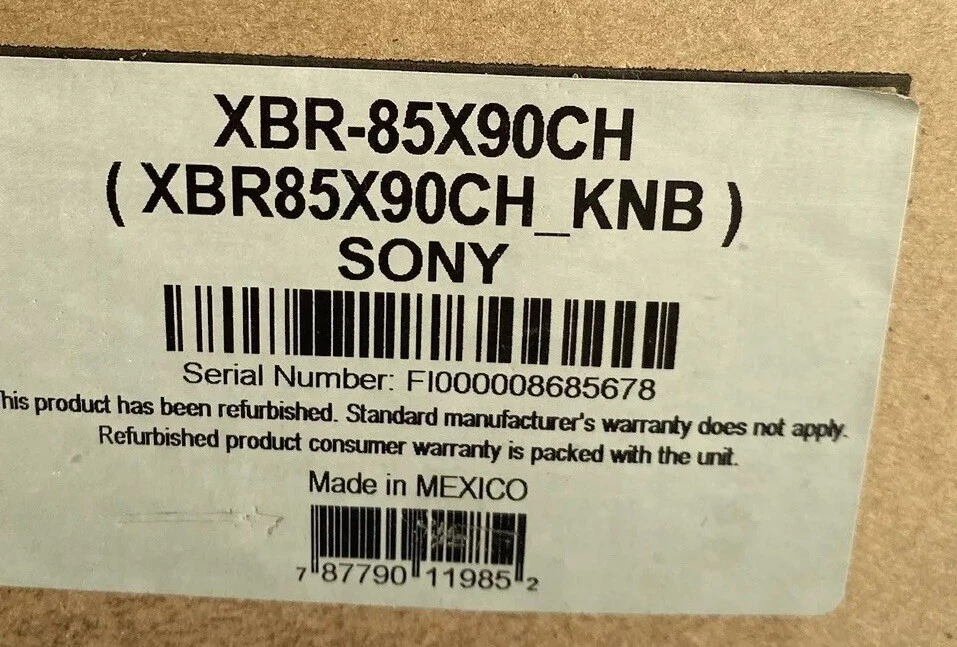 XBR-85X90CH
( XBR85X90CH_KNB )
SONY
Serial Number: FI000008685678
his product has been refurbished. Standard manufacturer's warranty does not apply.
Refurbished product consumer warranty is packed with the unit.
Made in MEXICO
7 87790 11985 2